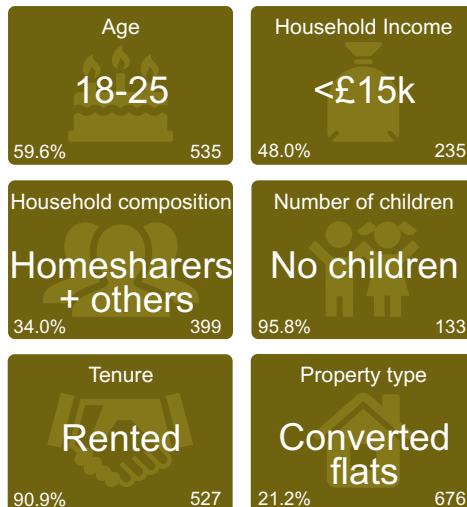 Age
18-25
59.6% 535
Household Income
<£15k
48.0% 235
Household composition
Homesharers
+ others
34.0% 399
Number of children
No children
95.8% 133
Tenure
Rented
90.9% 527
Property type
Converted
flats
21.2% 676